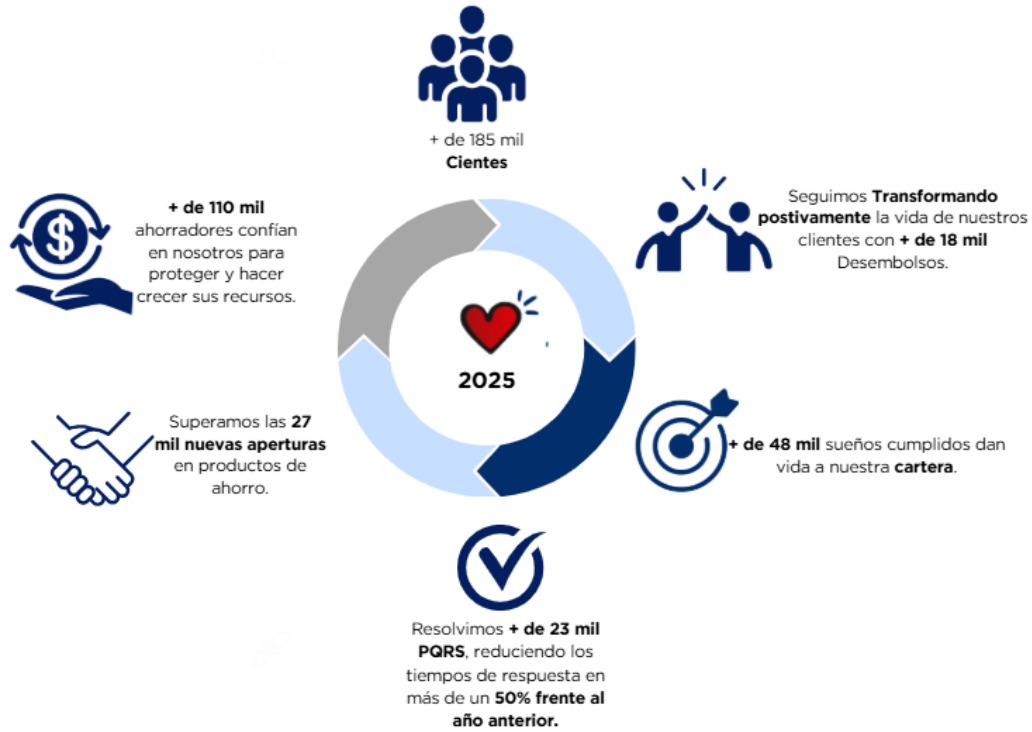 + de 185 mil
Cientes
+ de 110 mil
ahorradores confían
en nosotros para
proteger y hacer
crecer sus recursos.
Seguimos Transformando
postivamente la vida de nuestros
clientes con + de 18 mil
Desembolsos.
2025
Superamos las 27
mil nuevas aperturas
en productos de
ahorro.
+ de 48 mil sueños cumplidos dan
vida a nuestra cartera.
Resolvimos + de 23 mil
PQRS, reduciendo los
tiempos de respuesta en
más de un 50% frente al
año anterior.